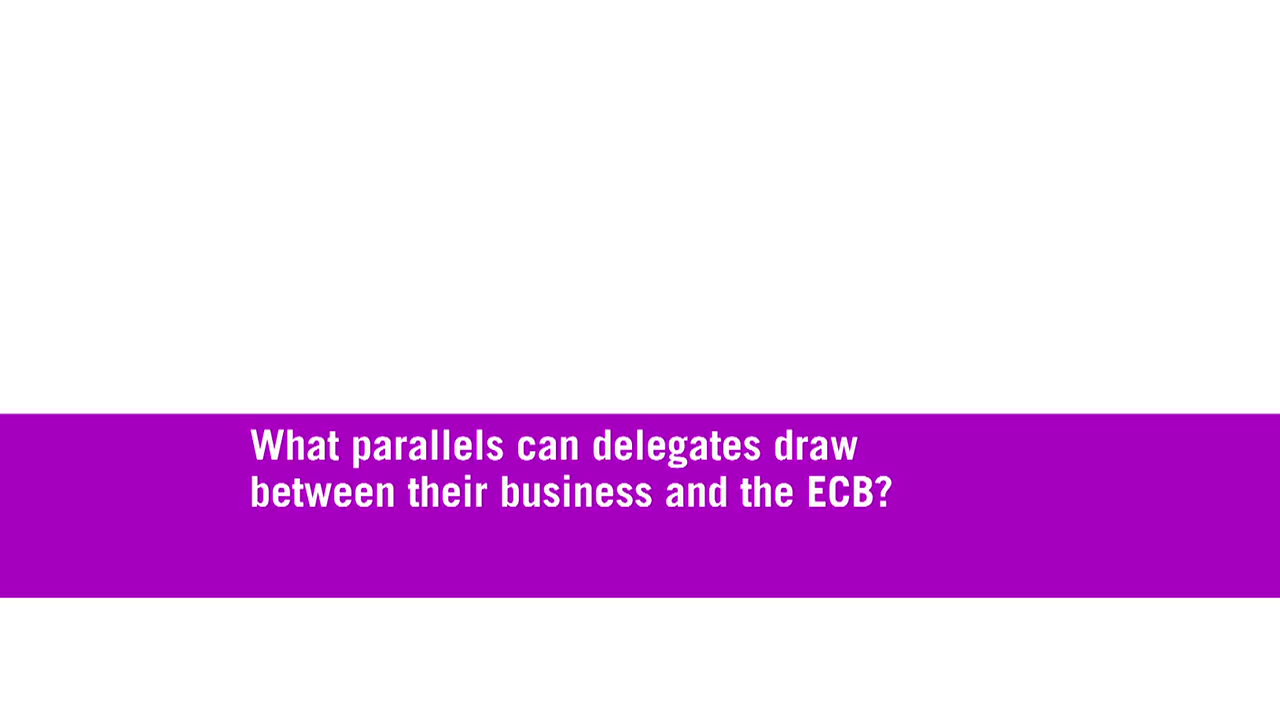 What parallels can delegates draw
between their business and the ECB?